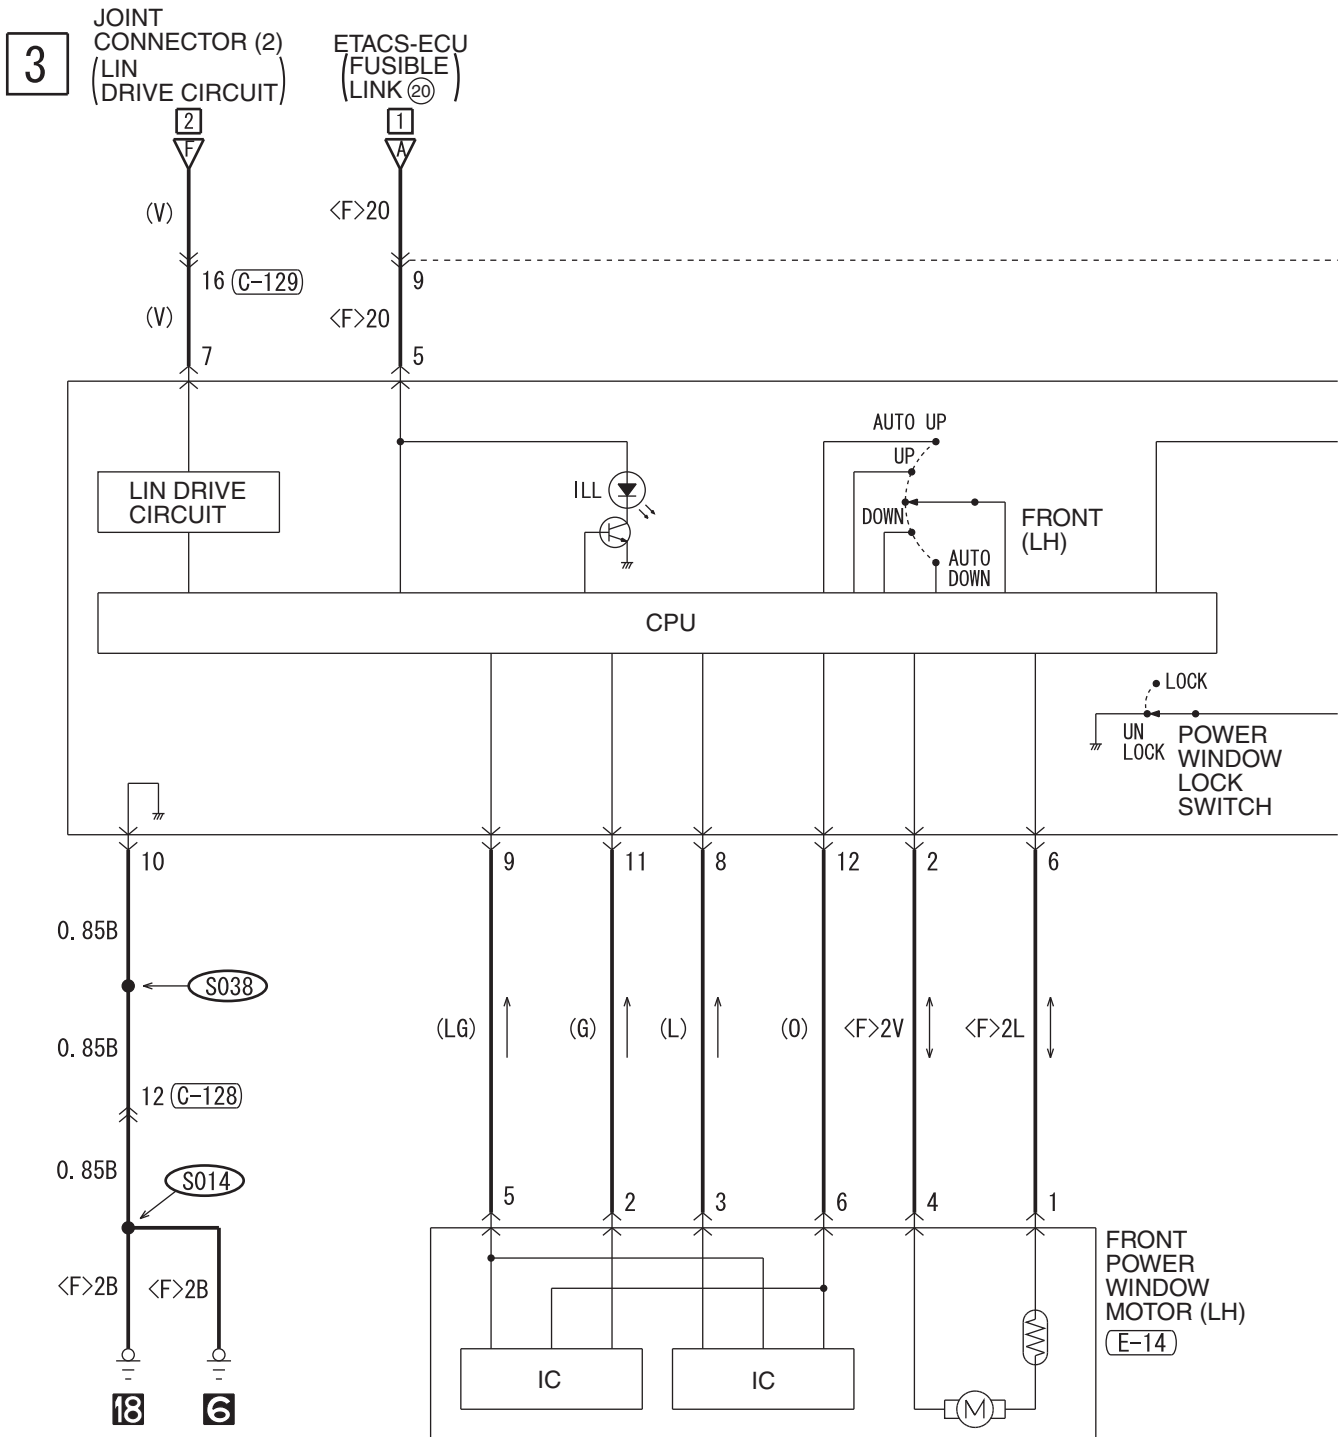 3
JOINT
CONNECTOR (2)
(LIN
DRIVE CIRCUIT)
ETACS-ECU
(FUSIBLE
LINK ⑳)
2
F
1
A
(V)
<F>20
16 C-129
9
(V)
<F>20
7
5
AUTO UP
UP
DOWN
AUTO
DOWN
FRONT
(LH)
LIN DRIVE
CIRCUIT
ILL
CPU
LOCK
UN
LOCK
POWER
WINDOW
LOCK
SWITCH
10
9
11
8
12
2
6
0.85B
S038
(LG)
(G)
(L)
(O)
<F>2V
<F>2L
0.85B
12 C-128
0.85B
S014
5
2
3
6
4
1
FRONT
POWER
WINDOW
MOTOR (LH)
E-14
<F>2B
<F>2B
IC
IC
M
18
6